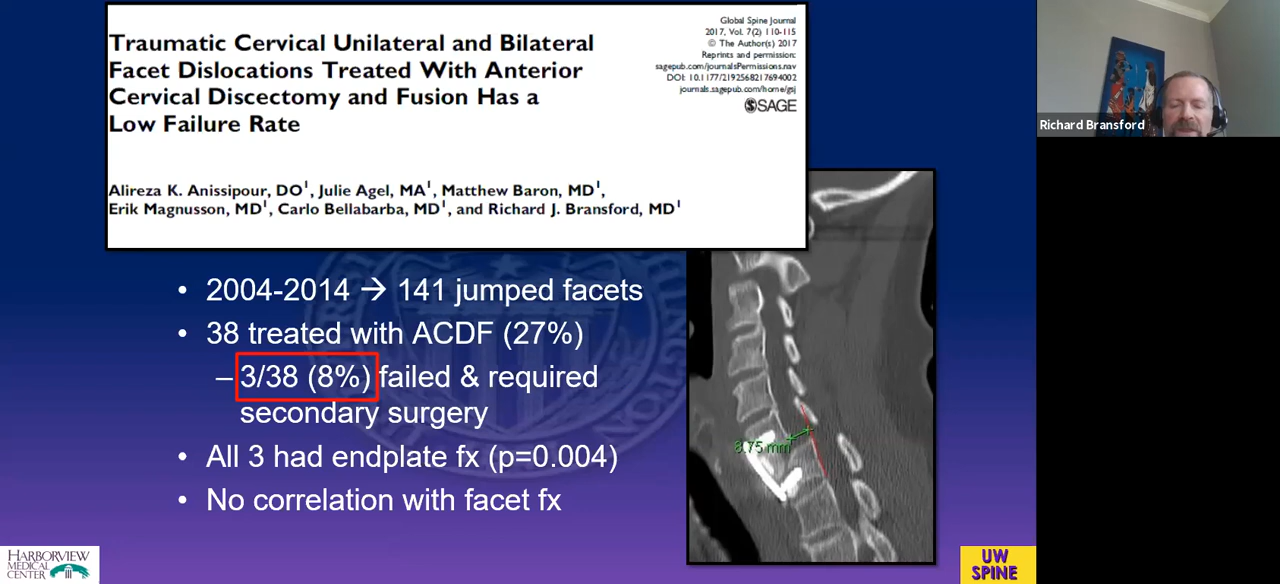 Traumatic Cervical Unilateral and Bilateral
Facet Dislocations Treated With Anterior
Cervical Discectomy and Fusion Has a
Low Failure Rate
Global Spine Journal
2017, Vol. 7(2) 110-115
© The Author(s) 2017
Reprints and permission:
sagepub.com/journalsPermissions.nav
DOI: 10.1177/2192568217694002
journals.sagepub.com/home/gsj
SAGE
Alireza K. Anissipour, DO1, Julie Agel, MA1, Matthew Baron, MD1,
Erik Magnusson, MD1, Carlo Bellabarba, MD1, and Richard J. Bransford, MD1
Richard Bransford
• 2004-2014 → 141 jumped facets
• 38 treated with ACDF (27%)
– 3/38 (8%) failed & required
secondary surgery
• All 3 had endplate fx (p=0.004)
• No correlation with facet fx
8.75 mm
HARBORVIEW
MEDICAL
CENTER
UW
SPINE